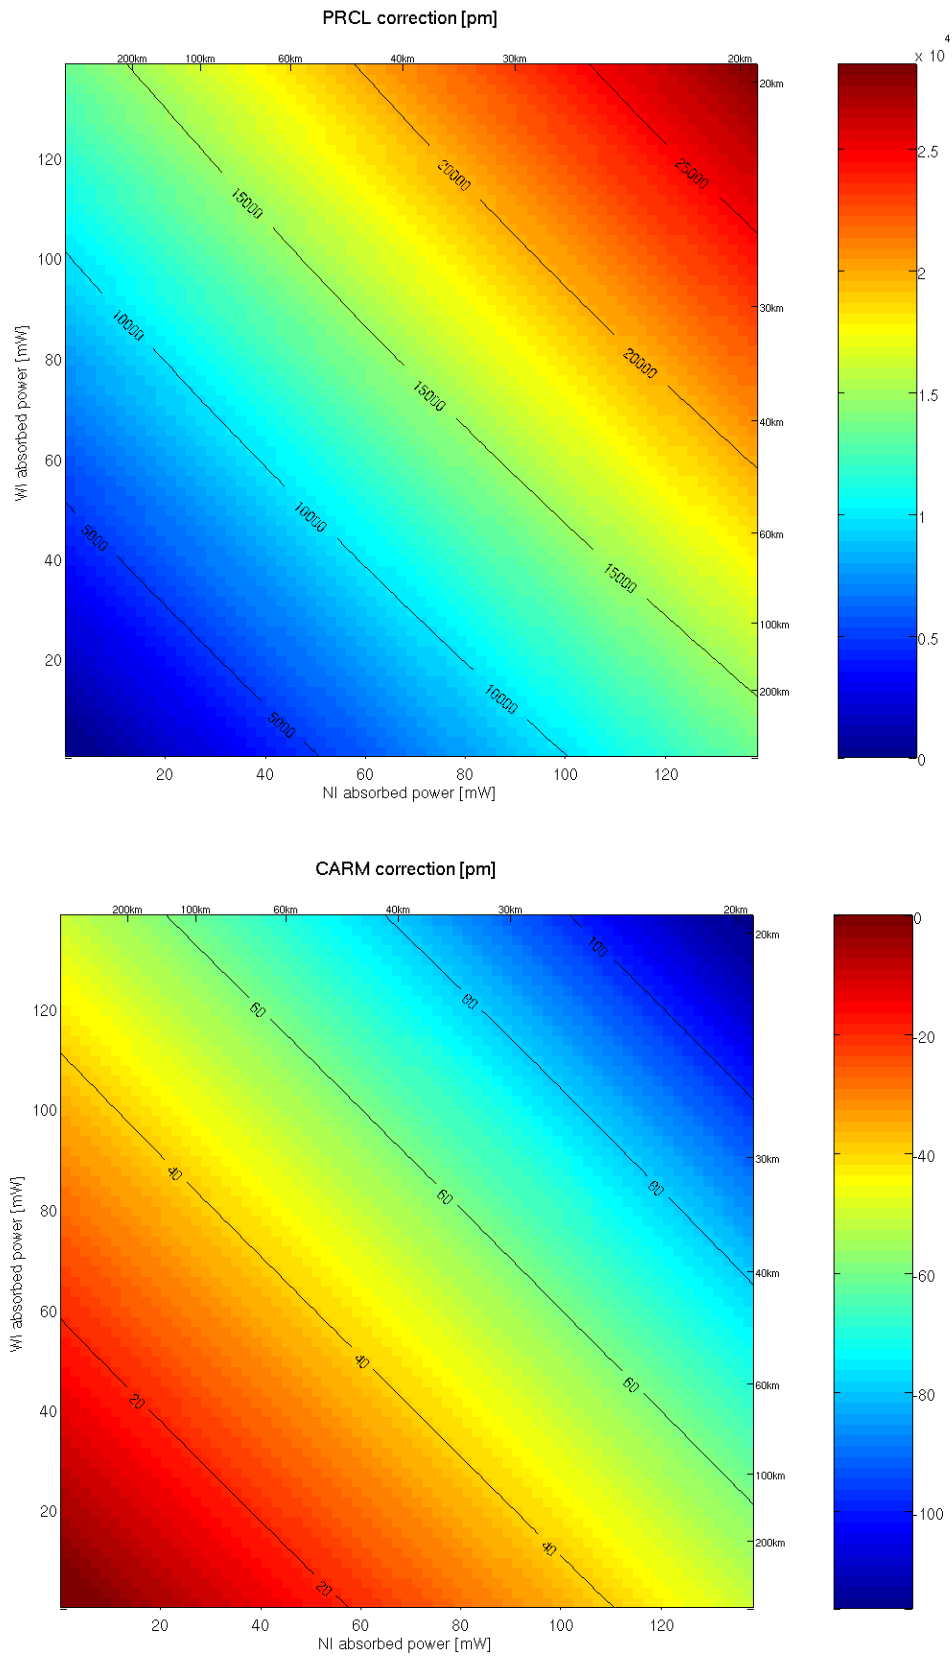 PRCL correction [pm]
4
x 10
200km 100km 60km 40km 30km 20km
20km
30km
40km
60km
100km
200km
120
100
80
60
40
20
WI absorbed power [mW]
25000
20000
15000
20000
10000
15000
10000
5000
15000
10000
5000
20 40 60 80 100 120
NI absorbed power [mW]
2.5
2
1.5
1
0.5
0
CARM correction [pm]
200km 100km 60km 40km 30km 20km
20km
30km
40km
60km
100km
200km
120
100
80
60
40
20
WI absorbed power [mW]
100
80
60
40
60
80
40
60
20
40
20
20 40 60 80 100 120
NI absorbed power [mW]
0
-20
-40
-60
-80
-100